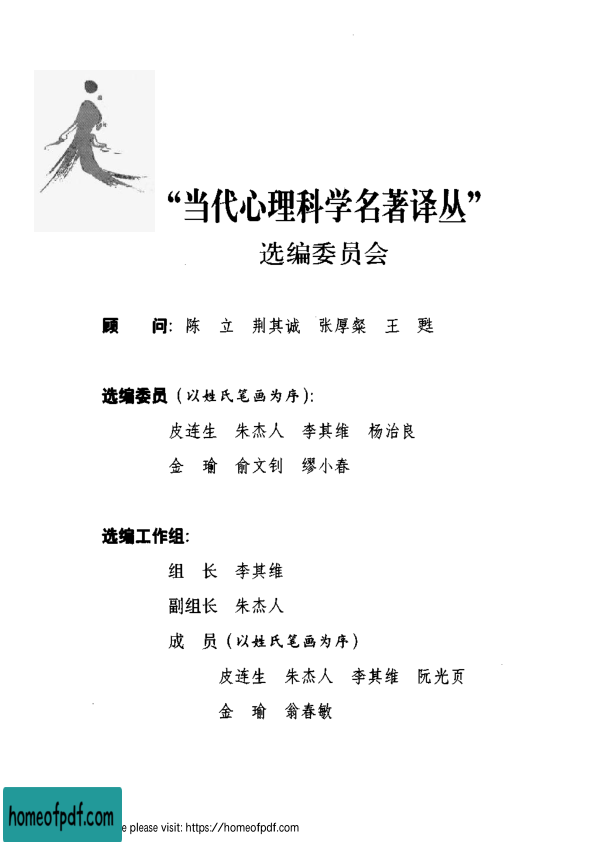 “当代心理科学名著译丛”
选编委员会
顾　问：陈　立　荆其诚　张厚粲　王　甦
选编委员（以姓氏笔画为序）：
皮连生　朱杰人　李其维　杨治良
金　瑜　俞文钊　缪小春
选编工作组：
组　长　李其维
副组长　朱杰人
成　员（以姓氏笔画为序）
皮连生　朱杰人　李其维　阮光页
金　瑜　翁春敏
homeofpdf.com
e please visit: https://homeofpdf.com